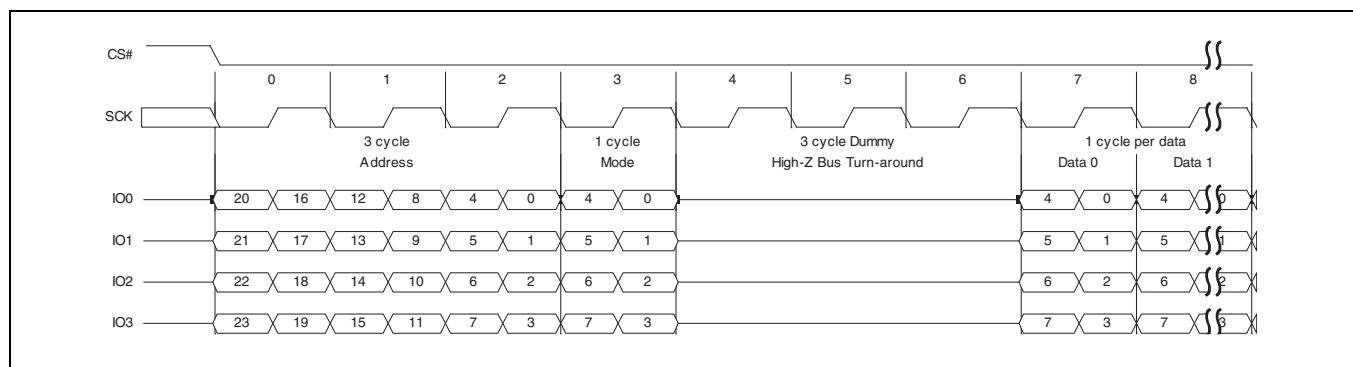 CS#
0 1 2 3 4 5 6 7 8
SCK
3 cycle 1 cycle 3 cycle Dummy 1 cycle per data
Address Mode High-Z Bus Turn-around Data 0 Data 1
IO0 20 16 12 8 4 0 4 0 4 0 4 0
IO1 21 17 13 9 5 1 5 1 5 1 5 1
IO2 22 18 14 10 6 2 6 2 6 2 6 2
IO3 23 19 15 11 7 3 7 3 7 3 7 3